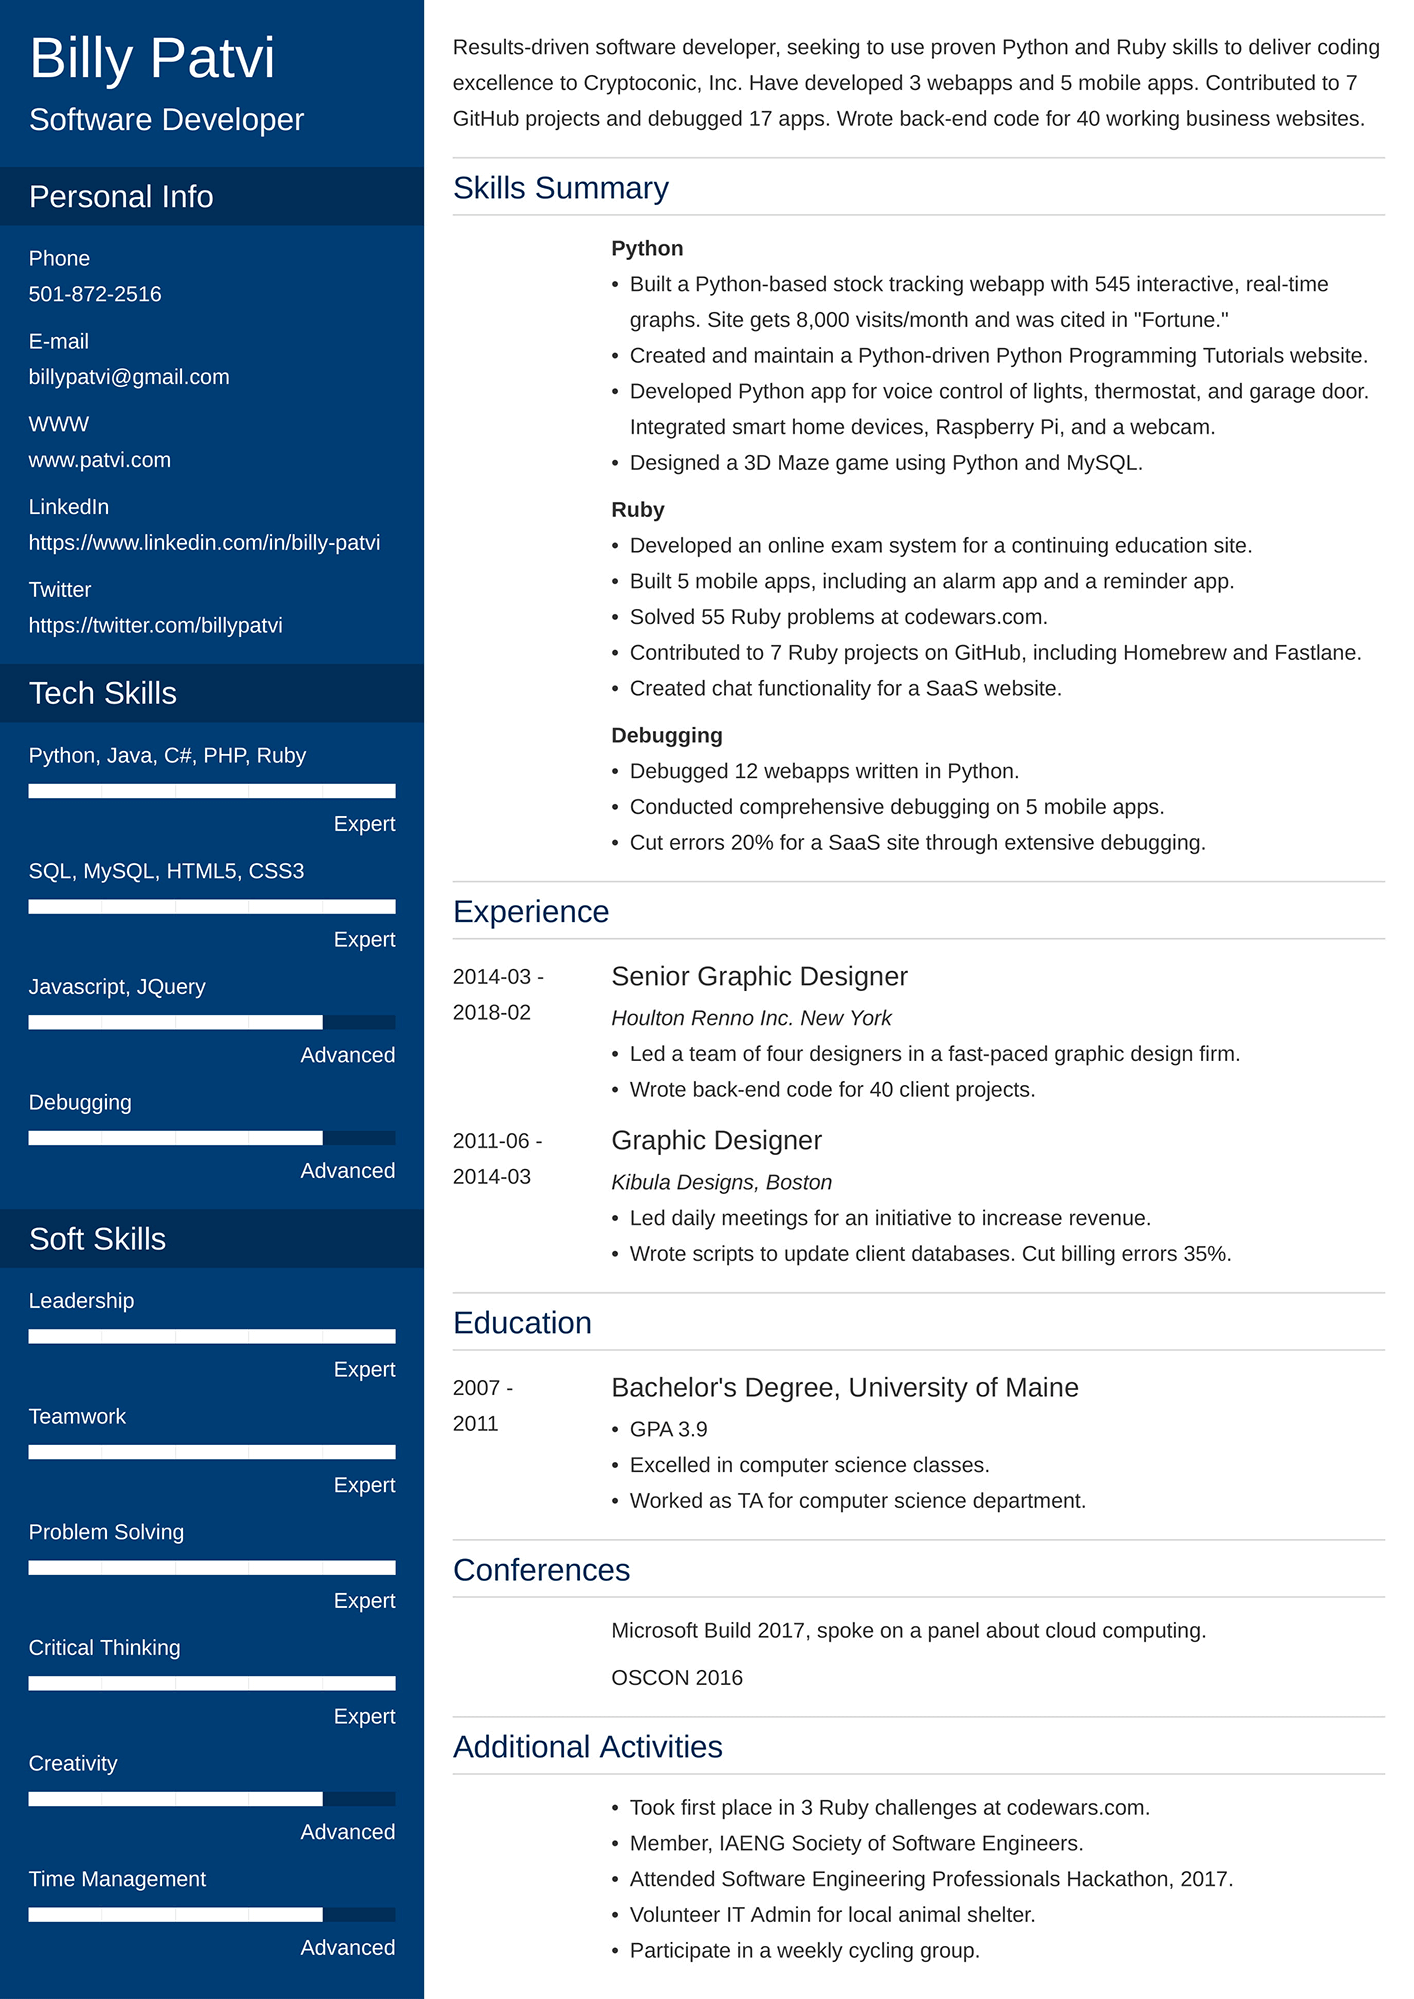 Billy Patvi
Software Developer
Personal Info
Phone
501-872-2516
E-mail
billypatvi@gmail.com
WWW
www.patvi.com
LinkedIn
https://www.linkedin.com/in/billy-patvi
Twitter
https://twitter.com/billypatvi
Tech Skills
Python, Java, C#, PHP, Ruby
Expert
SQL, MySQL, HTML5, CSS3
Expert
Javascript, JQuery
Advanced
Debugging
Advanced
Soft Skills
Leadership
Expert
Teamwork
Expert
Problem Solving
Expert
Critical Thinking
Expert
Creativity
Advanced
Time Management
Advanced
Results-driven software developer, seeking to use proven Python and Ruby skills to deliver coding
excellence to Cryptoconic, Inc. Have developed 3 webapps and 5 mobile apps. Contributed to 7
GitHub projects and debugged 17 apps. Wrote back-end code for 40 working business websites.
Skills Summary
Python
• Built a Python-based stock tracking webapp with 545 interactive, real-time
graphs. Site gets 8,000 visits/month and was cited in "Fortune."
• Created and maintain a Python-driven Python Programming Tutorials website.
• Developed Python app for voice control of lights, thermostat, and garage door.
Integrated smart home devices, Raspberry Pi, and a webcam.
• Designed a 3D Maze game using Python and MySQL.
Ruby
• Developed an online exam system for a continuing education site.
• Built 5 mobile apps, including an alarm app and a reminder app.
• Solved 55 Ruby problems at codewars.com.
• Contributed to 7 Ruby projects on GitHub, including Homebrew and Fastlane.
• Created chat functionality for a SaaS website.
Debugging
• Debugged 12 webapps written in Python.
• Conducted comprehensive debugging on 5 mobile apps.
• Cut errors 20% for a SaaS site through extensive debugging.
Experience
2014-03 -
2018-02
Senior Graphic Designer
Houlton Renno Inc. New York
• Led a team of four designers in a fast-paced graphic design firm.
• Wrote back-end code for 40 client projects.
2011-06 -
2014-03
Graphic Designer
Kibula Designs, Boston
• Led daily meetings for an initiative to increase revenue.
• Wrote scripts to update client databases. Cut billing errors 35%.
Education
2007 -
2011
Bachelor's Degree, University of Maine
• GPA 3.9
• Excelled in computer science classes.
• Worked as TA for computer science department.
Conferences
Microsoft Build 2017, spoke on a panel about cloud computing.
OSCON 2016
Additional Activities
• Took first place in 3 Ruby challenges at codewars.com.
• Member, IAENG Society of Software Engineers.
• Attended Software Engineering Professionals Hackathon, 2017.
• Volunteer IT Admin for local animal shelter.
• Participate in a weekly cycling group.